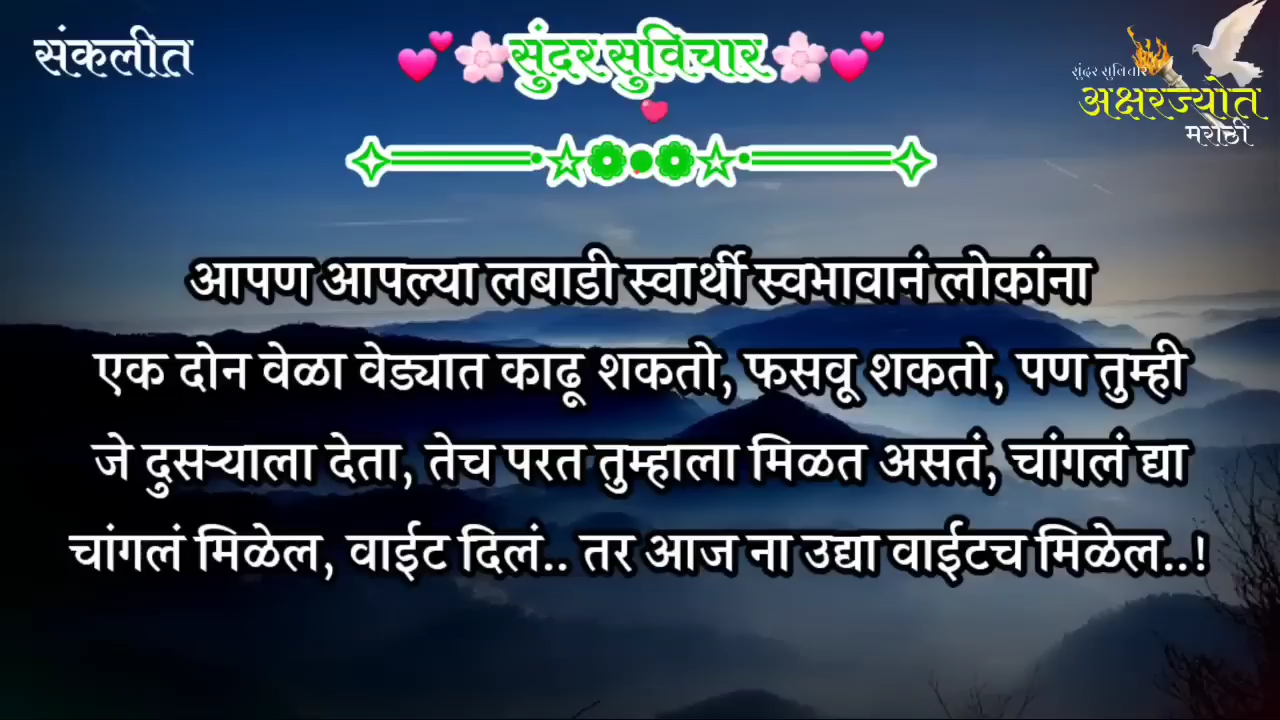 संकलीत
सुंदर सुविचार
सुंदर सुविचार
अक्षरज्योत
मराठी
आपण आपल्या लबाडी स्वार्थी स्वभावानं लोकांना
एक दोन वेळा वेड्यात काढू शकतो, फसवू शकतो, पण तुम्ही
जे दुसऱ्याला देता, तेच परत तुम्हाला मिळत असतं, चांगलं द्या
चांगलं मिळेल, वाईट दिलं.. तर आज ना उद्या वाईटच मिळेल..!